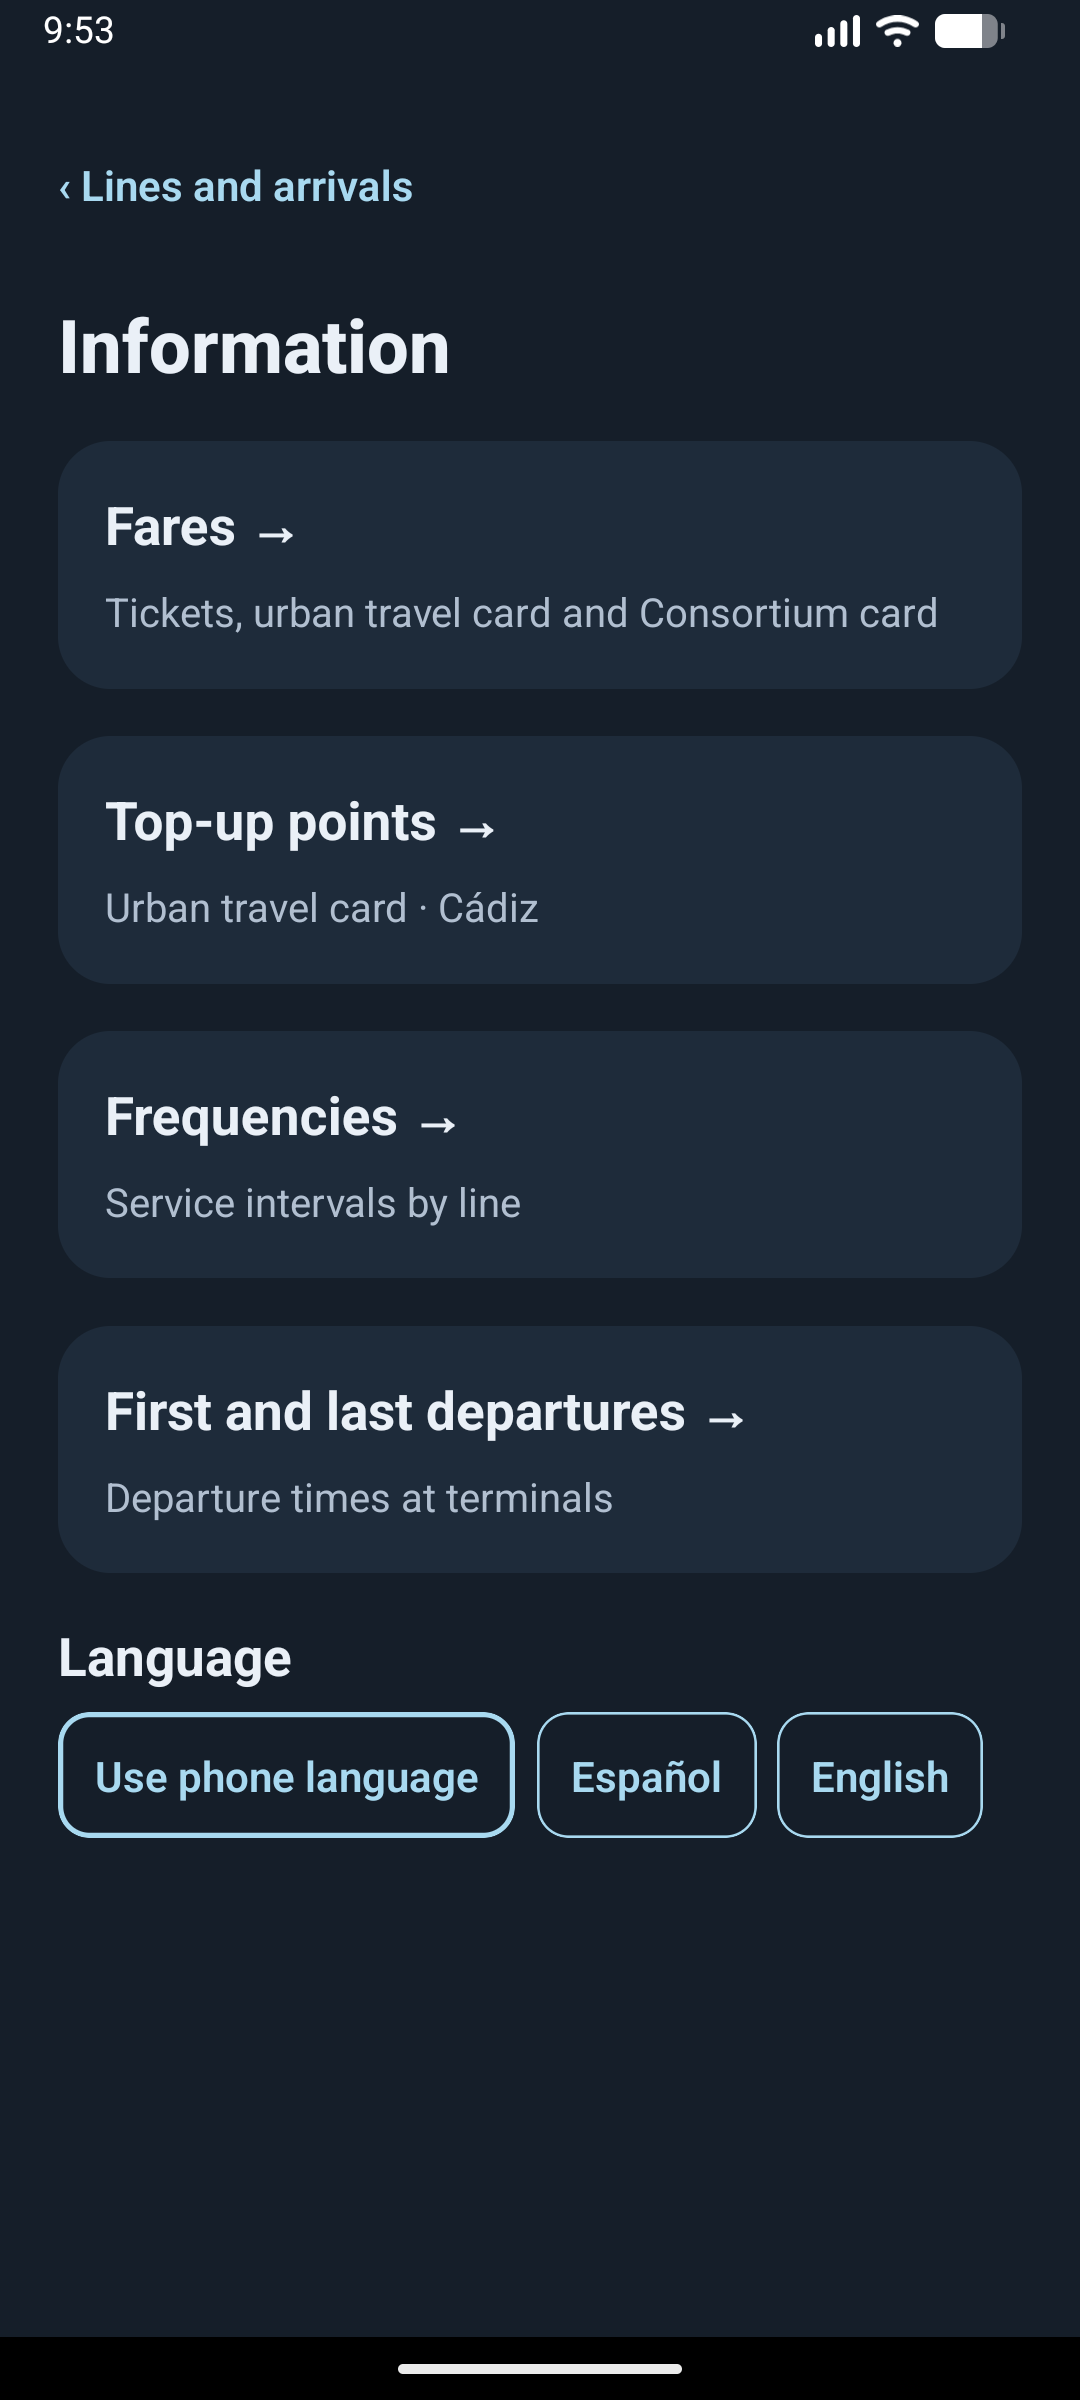 9:53
‹ Lines and arrivals
Information
Fares →
Tickets, urban travel card and Consortium card
Top-up points →
Urban travel card · Cádiz
Frequencies →
Service intervals by line
First and last departures →
Departure times at terminals
Language
Use phone language
Español
English